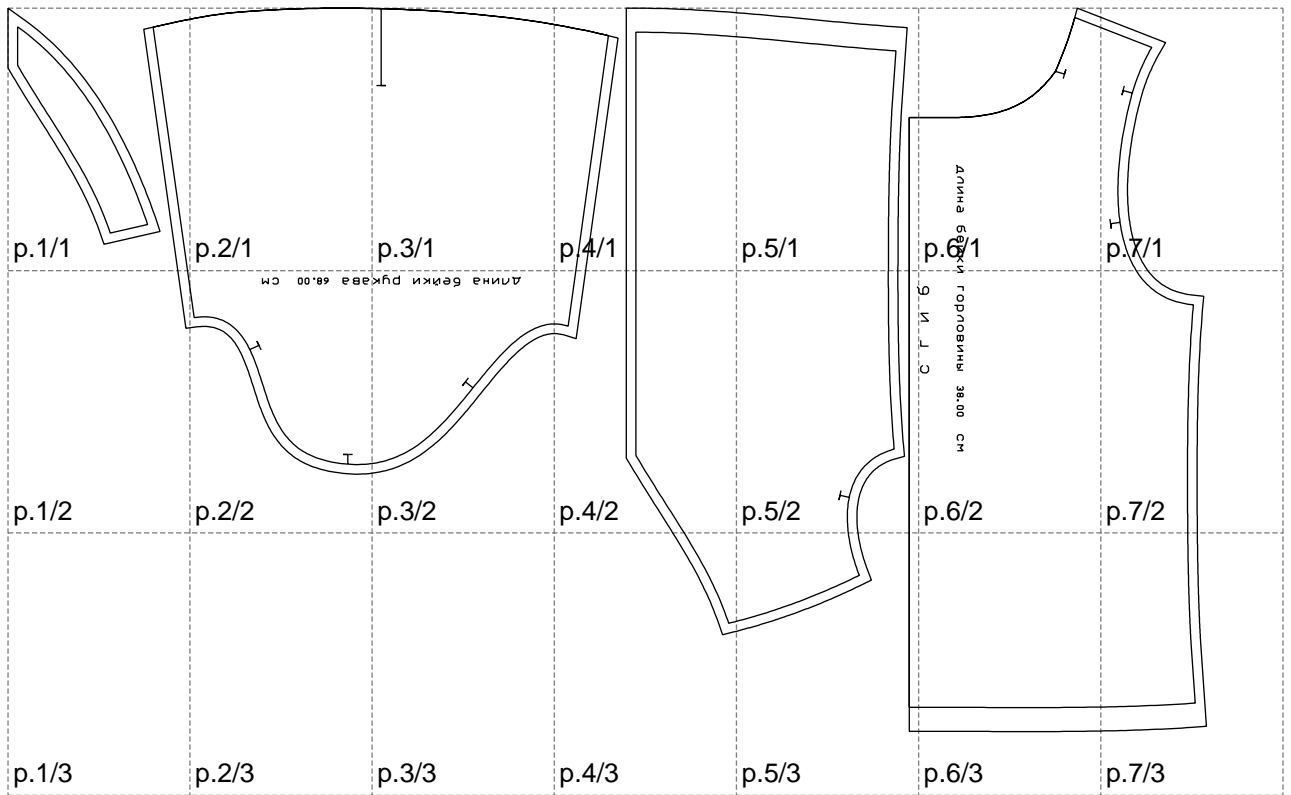 p.1/1
p.2/1
p.3/1
p.4/1
p.5/1
p.6/1
p.7/1
длина бейки рукава 68.00 см
длина бейки горловины 38.00 см
сгиб
p.1/2
p.2/2
p.3/2
p.4/2
p.5/2
p.6/2
p.7/2
p.1/3
p.2/3
p.3/3
p.4/3
p.5/3
p.6/3
p.7/3